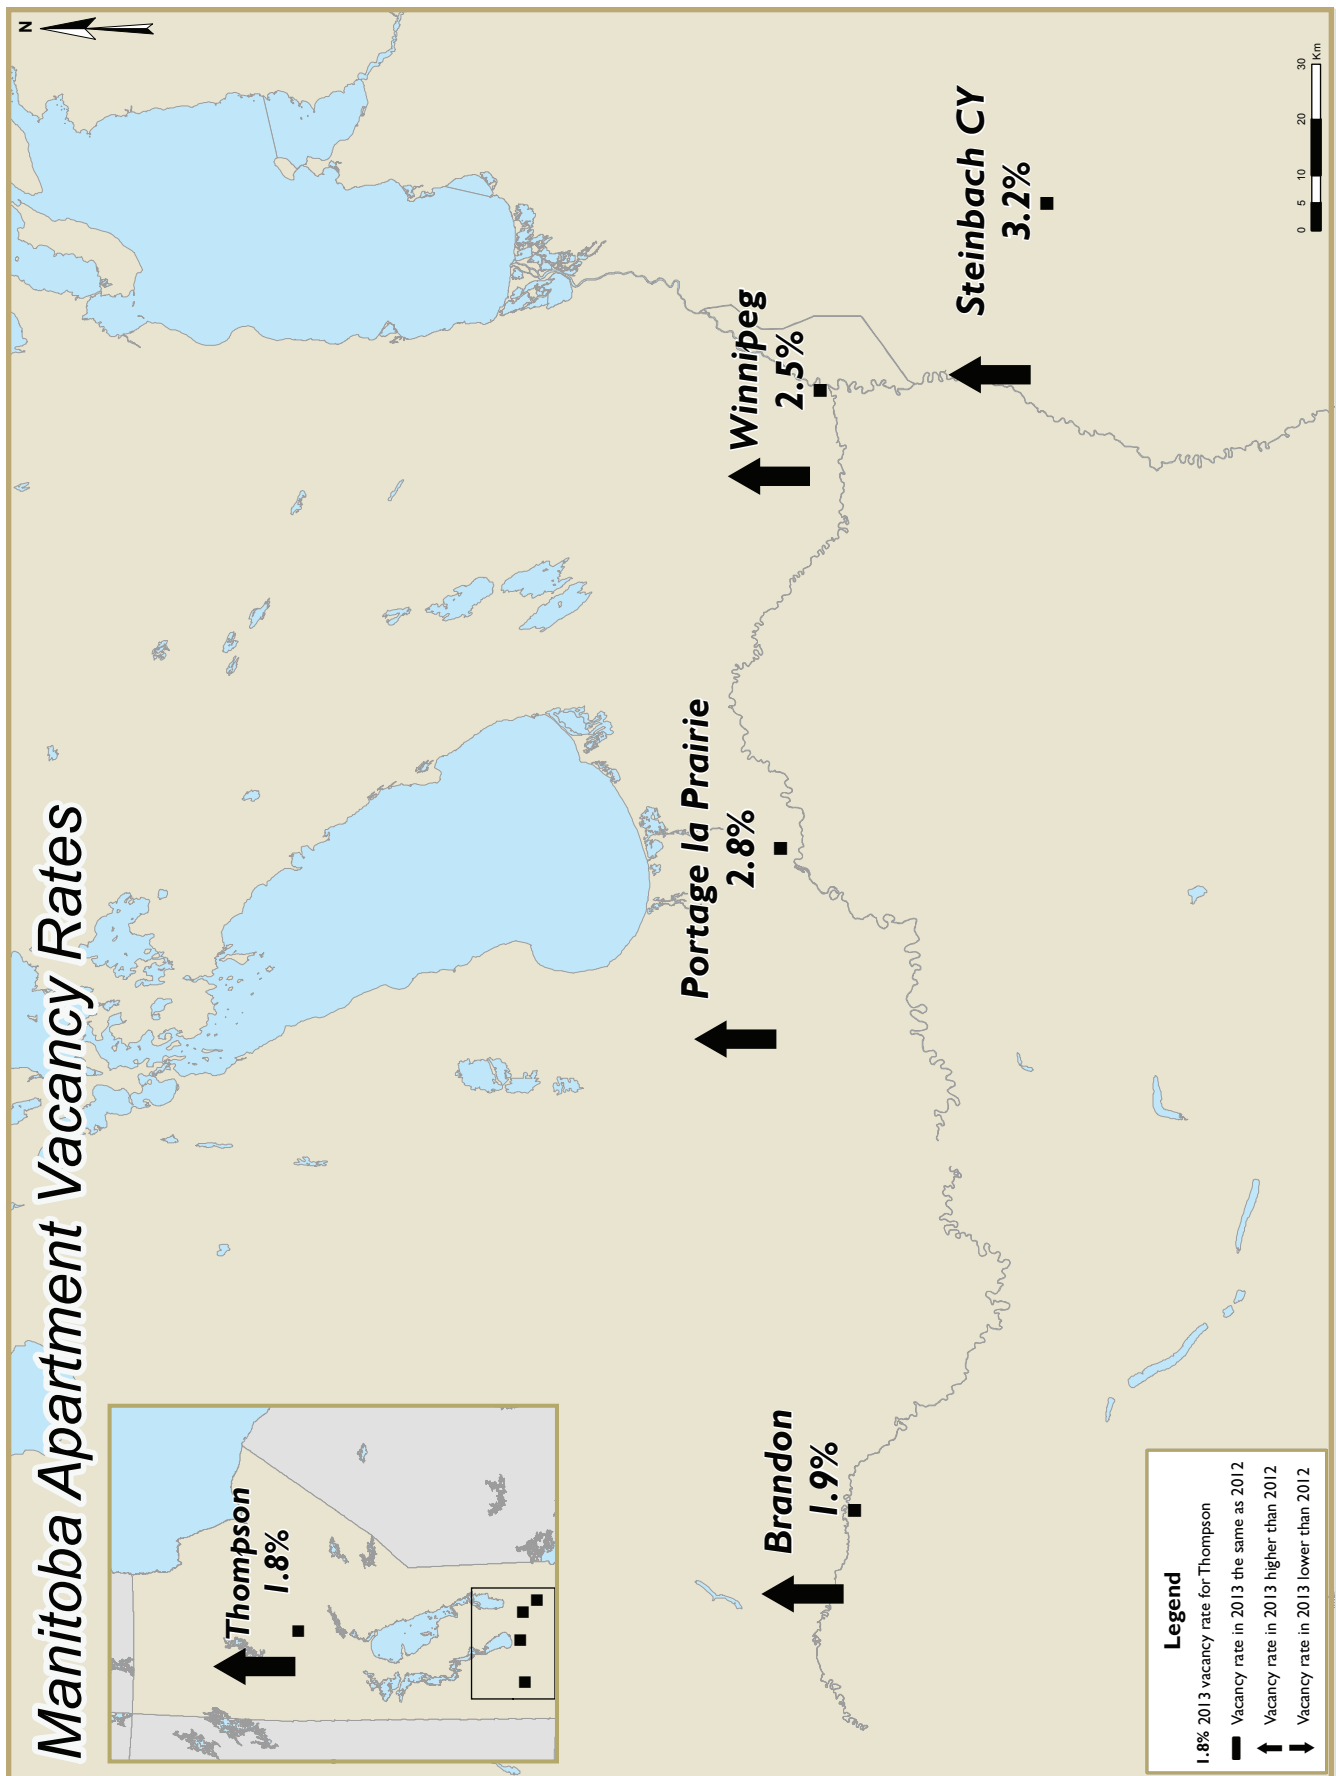 Manitoba Apartment Vacancy Rates
N
Thompson
1.8%
Brandon
1.9%
Portage la Prairie
2.8%
Winnipeg
2.5%
Steinbach CY
3.2%
Legend
1.8% 2013 vacancy rate for Thompson
Vacancy rate in 2013 the same as 2012
Vacancy rate in 2013 higher than 2012
Vacancy rate in 2013 lower than 2012
0 5 10 20 30
Km